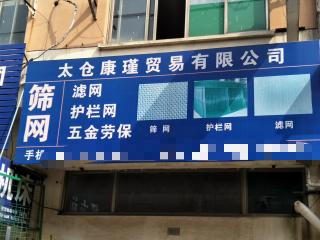 太仓康瑾贸易有限公司
筛网
滤网
护栏网
五金劳保
筛网
护栏网
滤网
手机